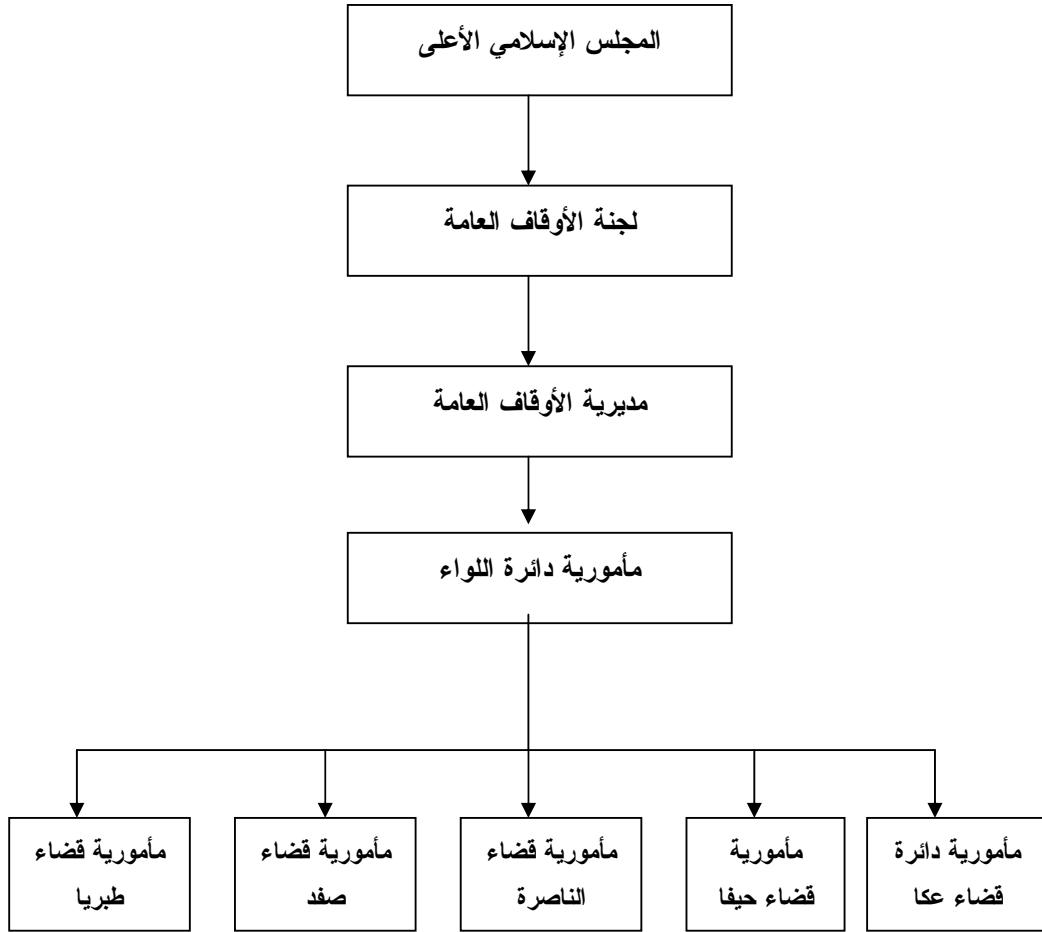 المجلس الإسلامي الأعلى
لجنة الأوقاف العامة
مديرية الأوقاف العامة
مأمورية دائرة اللواء
مأمورية دائرة
قضاء عكا
مأمورية
قضاء حيفا
مأمورية قضاء
الناصرة
مأمورية قضاء
صفد
مأمورية قضاء
طبريا